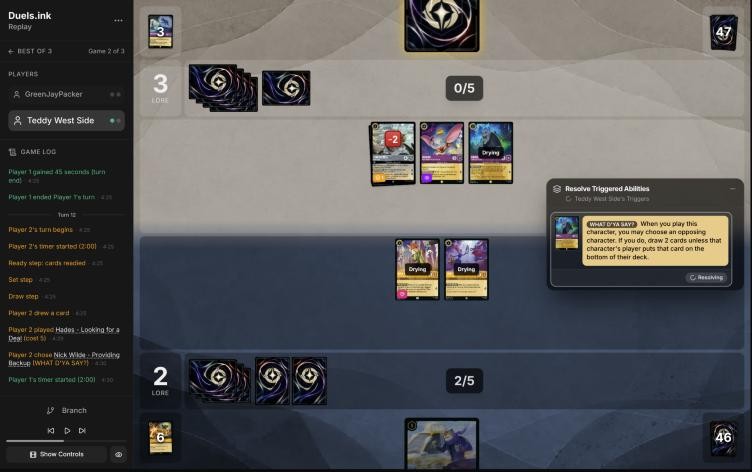 Duels.ink
Replay
← BEST OF 3 Game 2 of 3
PLAYERS
GreenJayPacker
Teddy West Side
GAME LOG
Player 1 gained 45 seconds (turn
end) · 4:25
Player 1 ended Player 1's turn · 4:25
Turn 12
Player 2's turn begins · 4:25
Player 2's timer started (2:00) · 4:25
Ready step: cards readied · 4:25
Set step · 4:25
Draw step · 4:25
Player 2 drew a card · 4:25
Player 2 played Hades - Looking for a
Deal (cost 5) · 4:29
Player 2 chose Nick Wilde - Providing
Backup (WHAT D'YA SAY?) · 4:30
Player 1's timer started (2:00) · 4:30
Branch
Show Controls
3
47
3
LORE
0/5
-2
Drying
Resolve Triggered Abilities
Teddy West Side's Triggers
WHAT D'YA SAY? When you play this
character, you may choose an opposing
character. If you do, draw 2 cards unless that
character's player puts that card on the
bottom of their deck.
Resolving
Drying
Drying
2
LORE
2/5
6
46